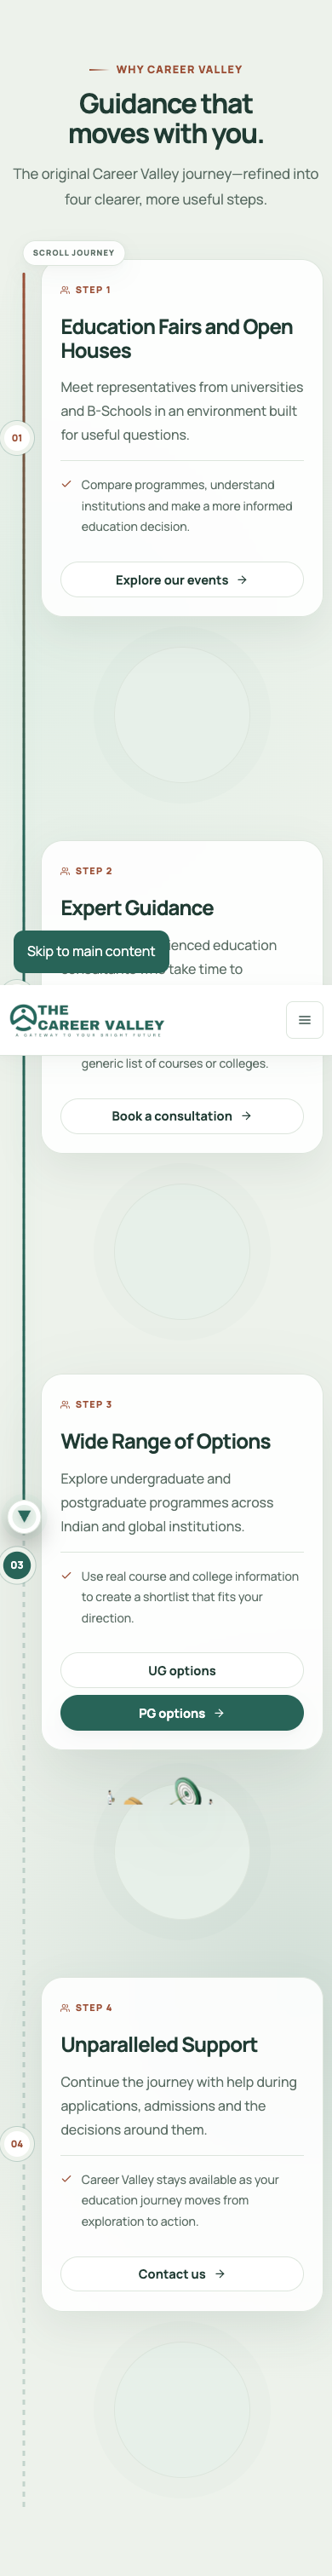 WHY CAREER VALLEY
Guidance that
moves with you.
The original Career Valley journey—refined into
four clearer, more useful steps.
SCROLL JOURNEY
STEP 1
Education Fairs and Open
Houses
Meet representatives from universities
and B-Schools in an environment built
for useful questions.
01
Compare programmes, understand
institutions and make a more informed
education decision.
Explore our events
STEP 2
Expert Guidance
Skip to main content
education
take time to
THE
CAREER VALLEY
A GATEWAY TO YOUR BRIGHT FUTURE
generic list of courses or colleges.
Book a consultation
STEP 3
Wide Range of Options
Explore undergraduate and
postgraduate programmes across
Indian and global institutions.
03
Use real course and college information
to create a shortlist that fits your
direction.
UG options
PG options
STEP 4
Unparalleled Support
Continue the journey with help during
applications, admissions and the
decisions around them.
04
Career Valley stays available as your
education journey moves from
exploration to action.
Contact us